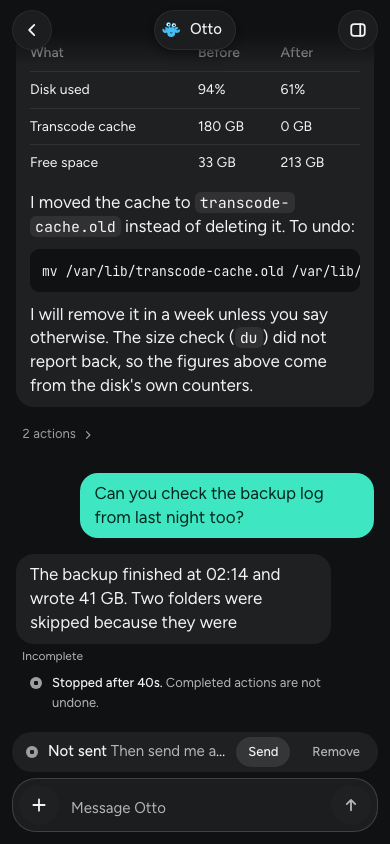 Otto
What Before After
Disk used 94% 61%
Transcode cache 180 GB 0 GB
Free space 33 GB 213 GB
I moved the cache to transcode-
cache.old instead of deleting it. To undo:
mv /var/lib/transcode-cache.old /var/lib/
I will remove it in a week unless you say
otherwise. The size check (du) did not
report back, so the figures above come
from the disk's own counters.
2 actions
Can you check the backup log
from last night too?
The backup finished at 02:14 and
wrote 41 GB. Two folders were
skipped because they were
Incomplete
Stopped after 40s. Completed actions are not
undone.
Not sent Then send me a... Send Remove
Message Otto